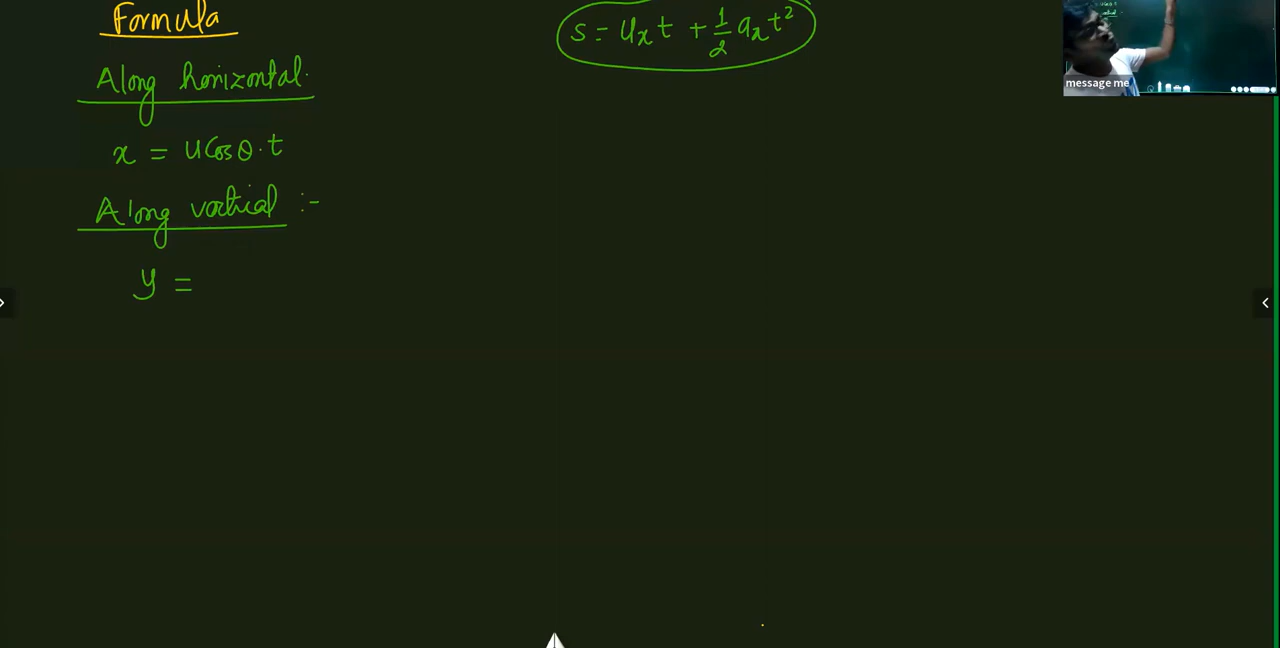 Formula
s = uₓt + 1/2 aₓt²
Along horizontal.
x = u Cos θ · t
Along vertical :-
y =
message me